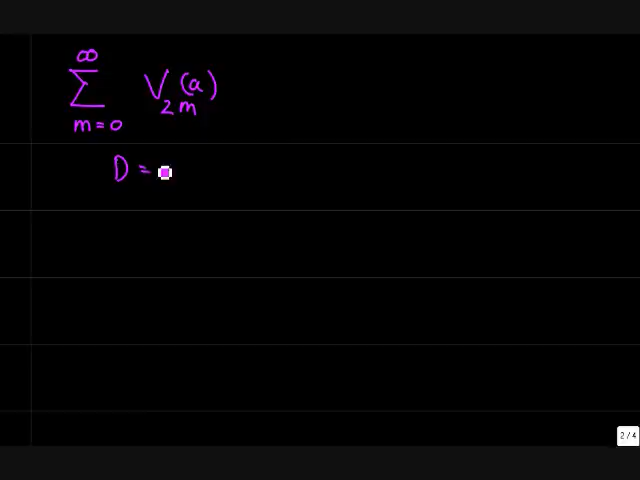 ∞
∑ V₂ₘ(a)
m=0
D =
2/4